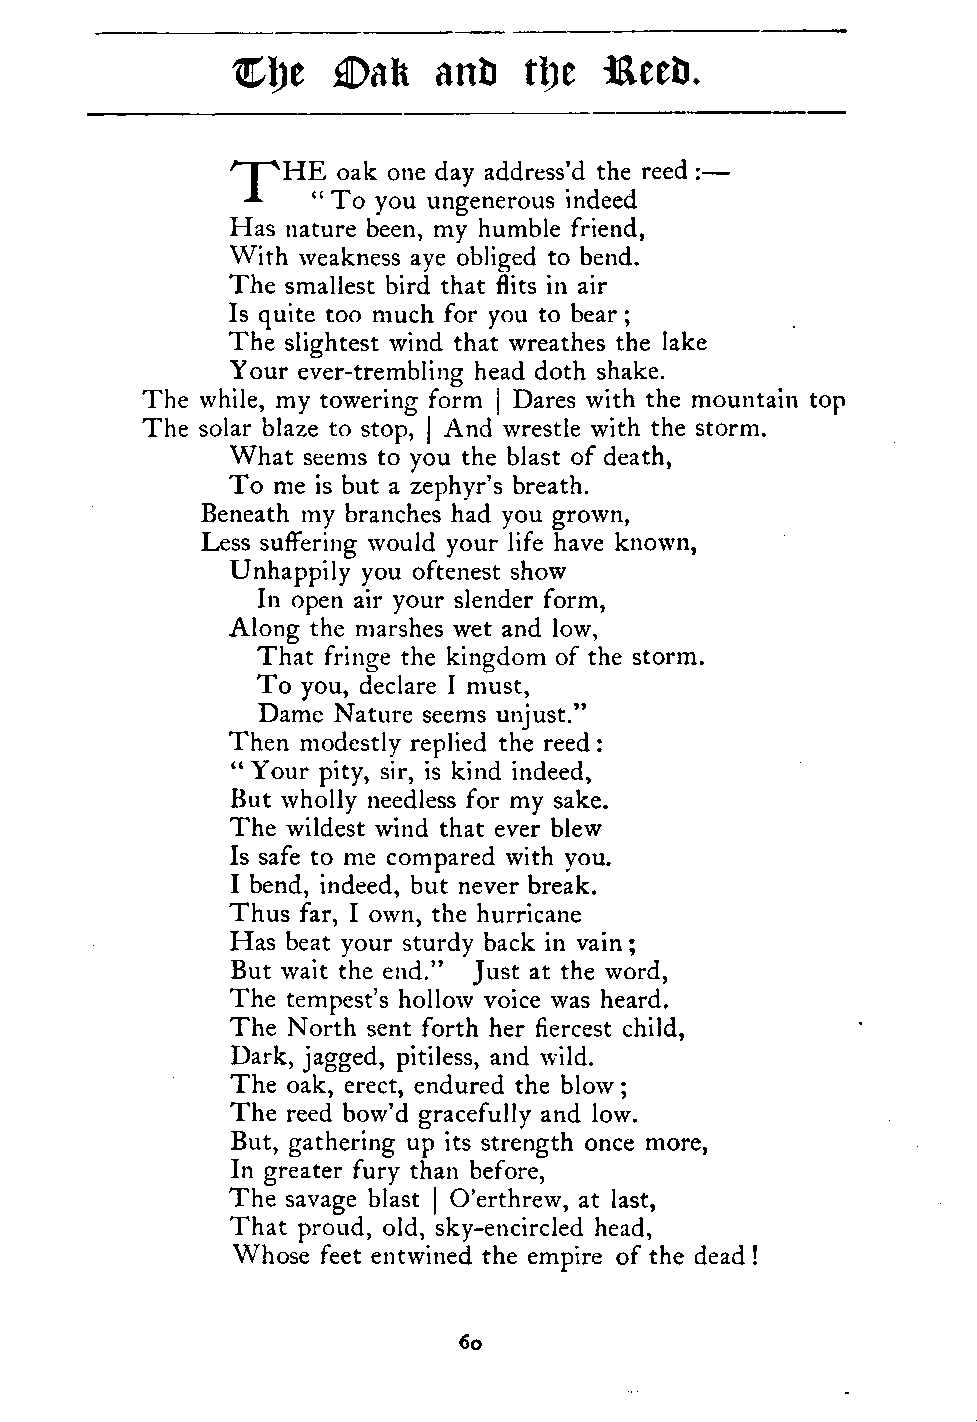 The Oak and the Reed.
THE oak one day address'd the reed :—
“ To you ungenerous indeed
Has nature been, my humble friend,
With weakness aye obliged to bend.
The smallest bird that flits in air
Is quite too much for you to bear ;
The slightest wind that wreathes the lake
Your ever-trembling head doth shake.
The while, my towering form | Dares with the mountain top
The solar blaze to stop, | And wrestle with the storm.
What seems to you the blast of death,
To me is but a zephyr's breath.
Beneath my branches had you grown,
Less suffering would your life have known,
Unhappily you oftenest show
In open air your slender form,
Along the marshes wet and low,
That fringe the kingdom of the storm.
To you, declare I must,
Dame Nature seems unjust.”
Then modestly replied the reed :
“ Your pity, sir, is kind indeed,
But wholly needless for my sake.
The wildest wind that ever blew
Is safe to me compared with you.
I bend, indeed, but never break.
Thus far, I own, the hurricane
Has beat your sturdy back in vain ;
But wait the end.” Just at the word,
The tempest's hollow voice was heard.
The North sent forth her fiercest child,
Dark, jagged, pitiless, and wild.
The oak, erect, endured the blow ;
The reed bow'd gracefully and low.
But, gathering up its strength once more,
In greater fury than before,
The savage blast | O'erthrew, at last,
That proud, old, sky-encircled head,
Whose feet entwined the empire of the dead !
60